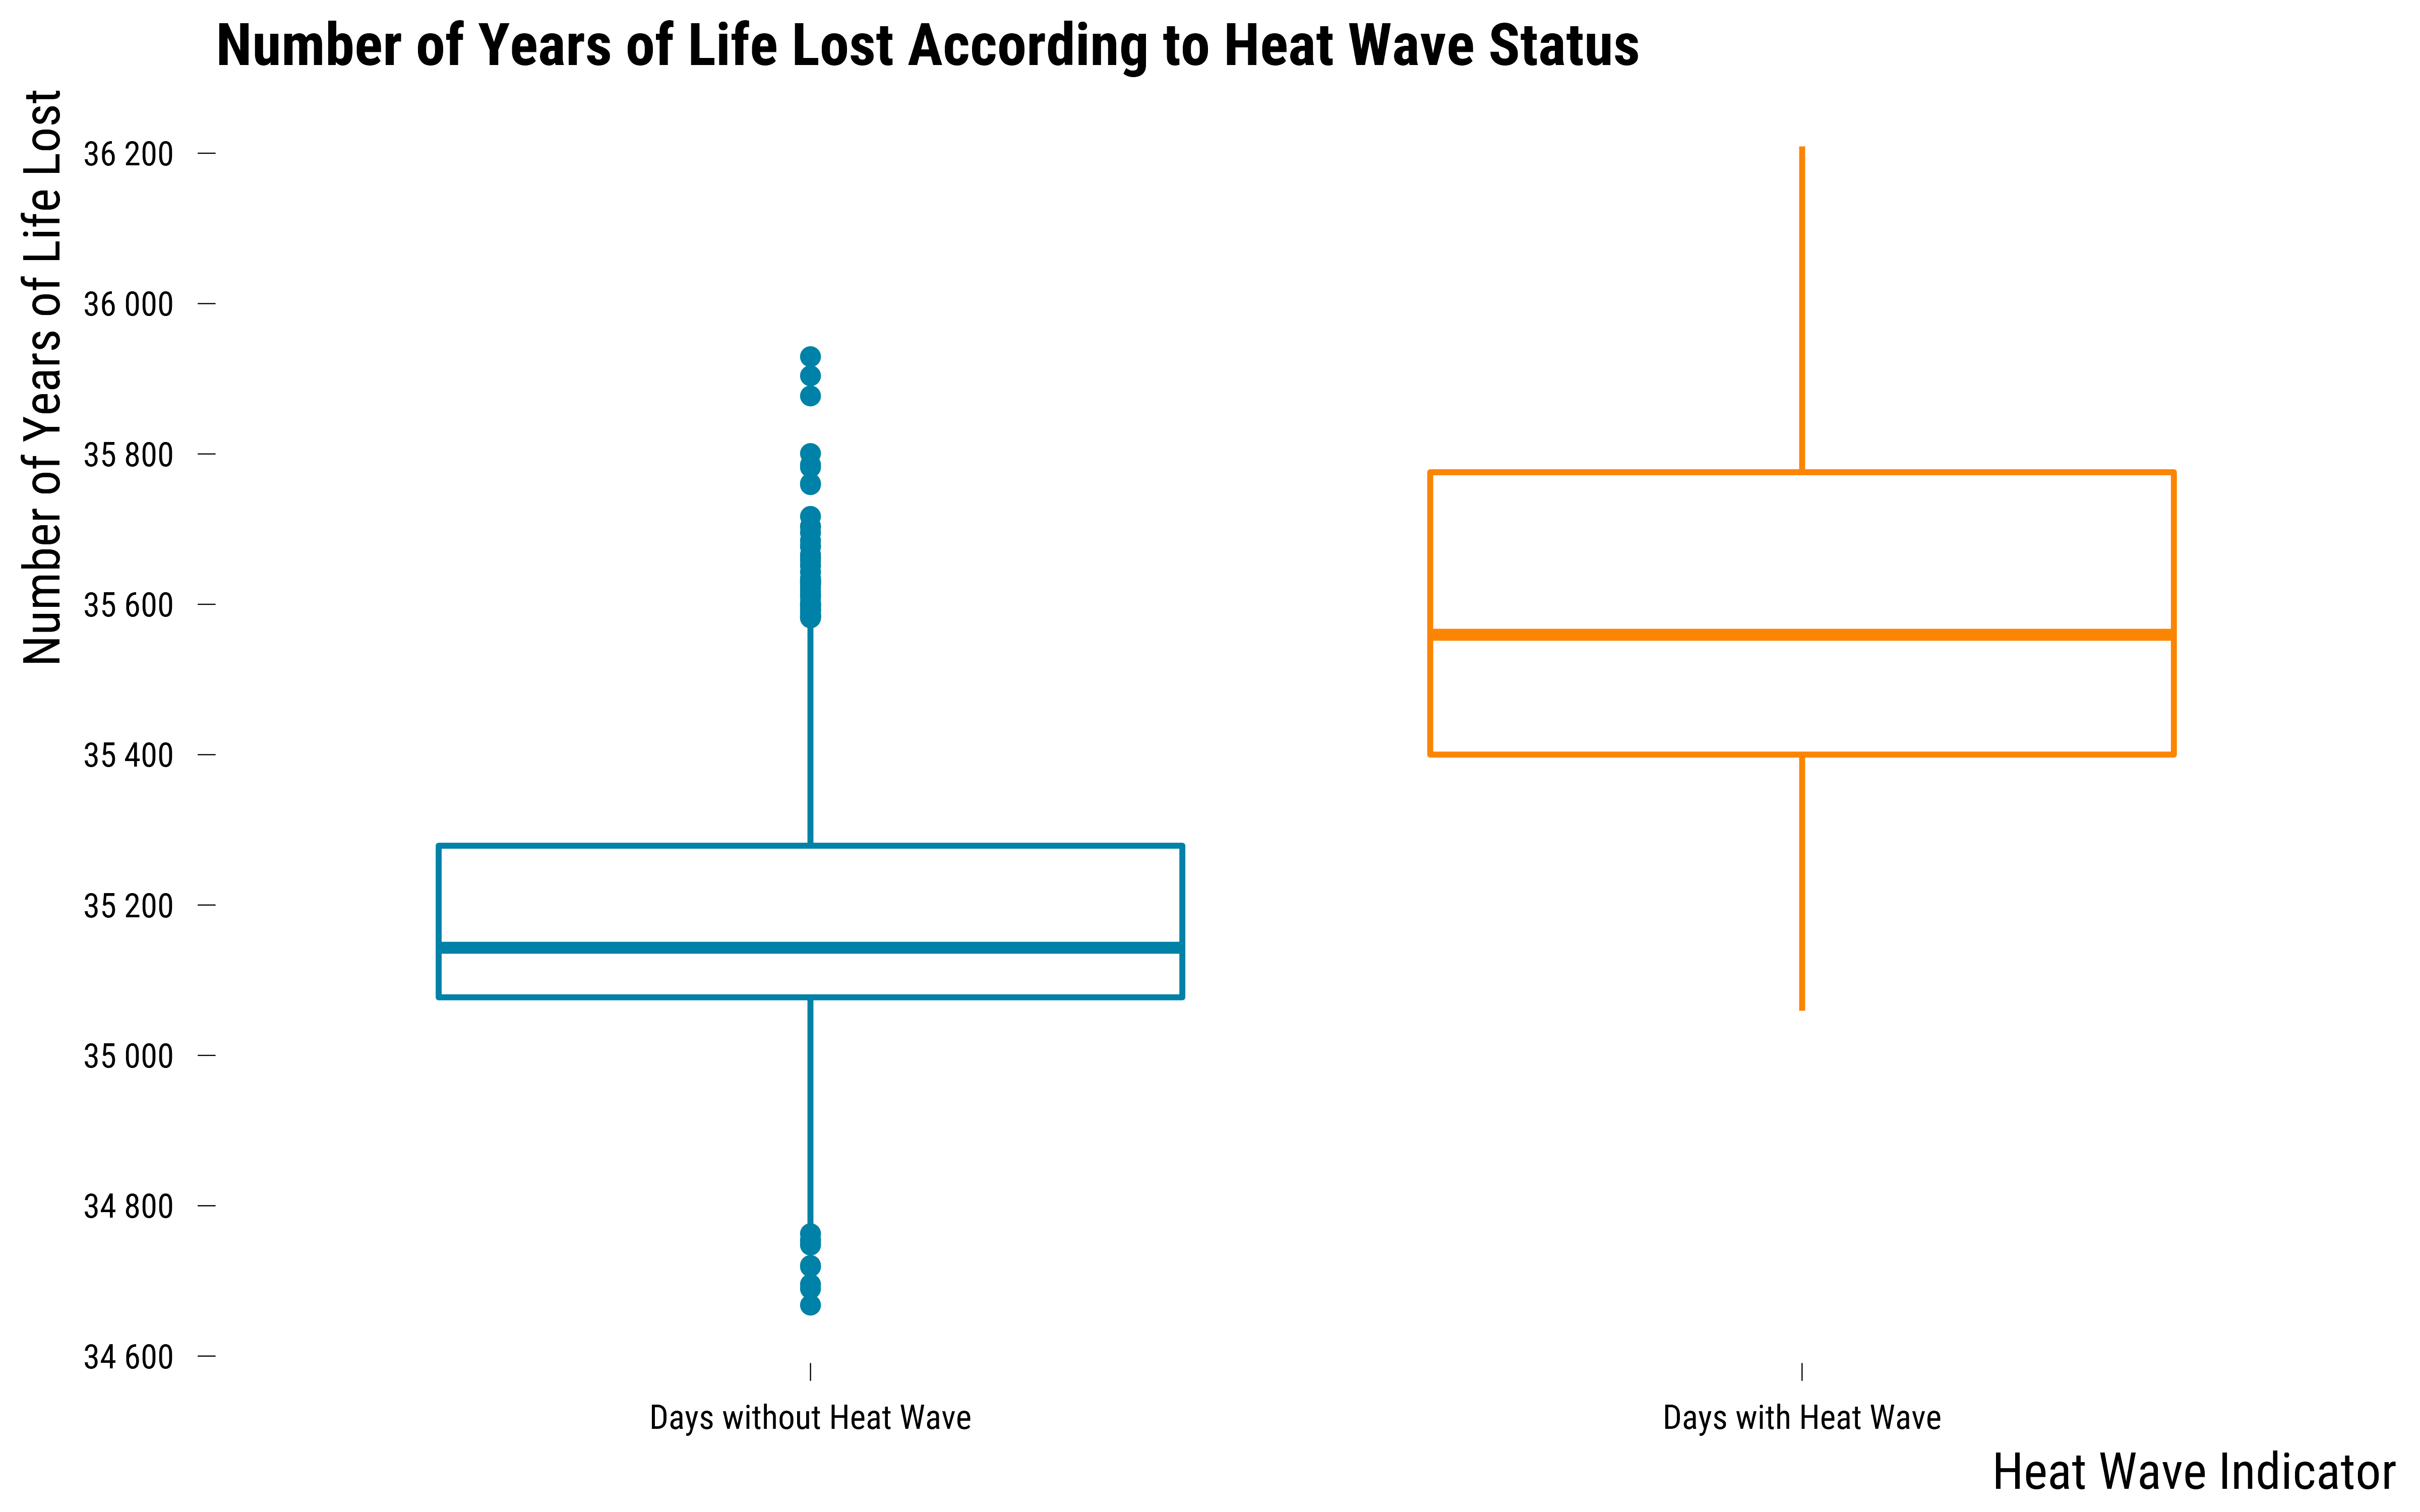 Number of Years of Life Lost According to Heat Wave Status
Number of Years of Life Lost
36 200
36 000
35 800
35 600
35 400
35 200
35 000
34 800
34 600
Days without Heat Wave
Days with Heat Wave
Heat Wave Indicator